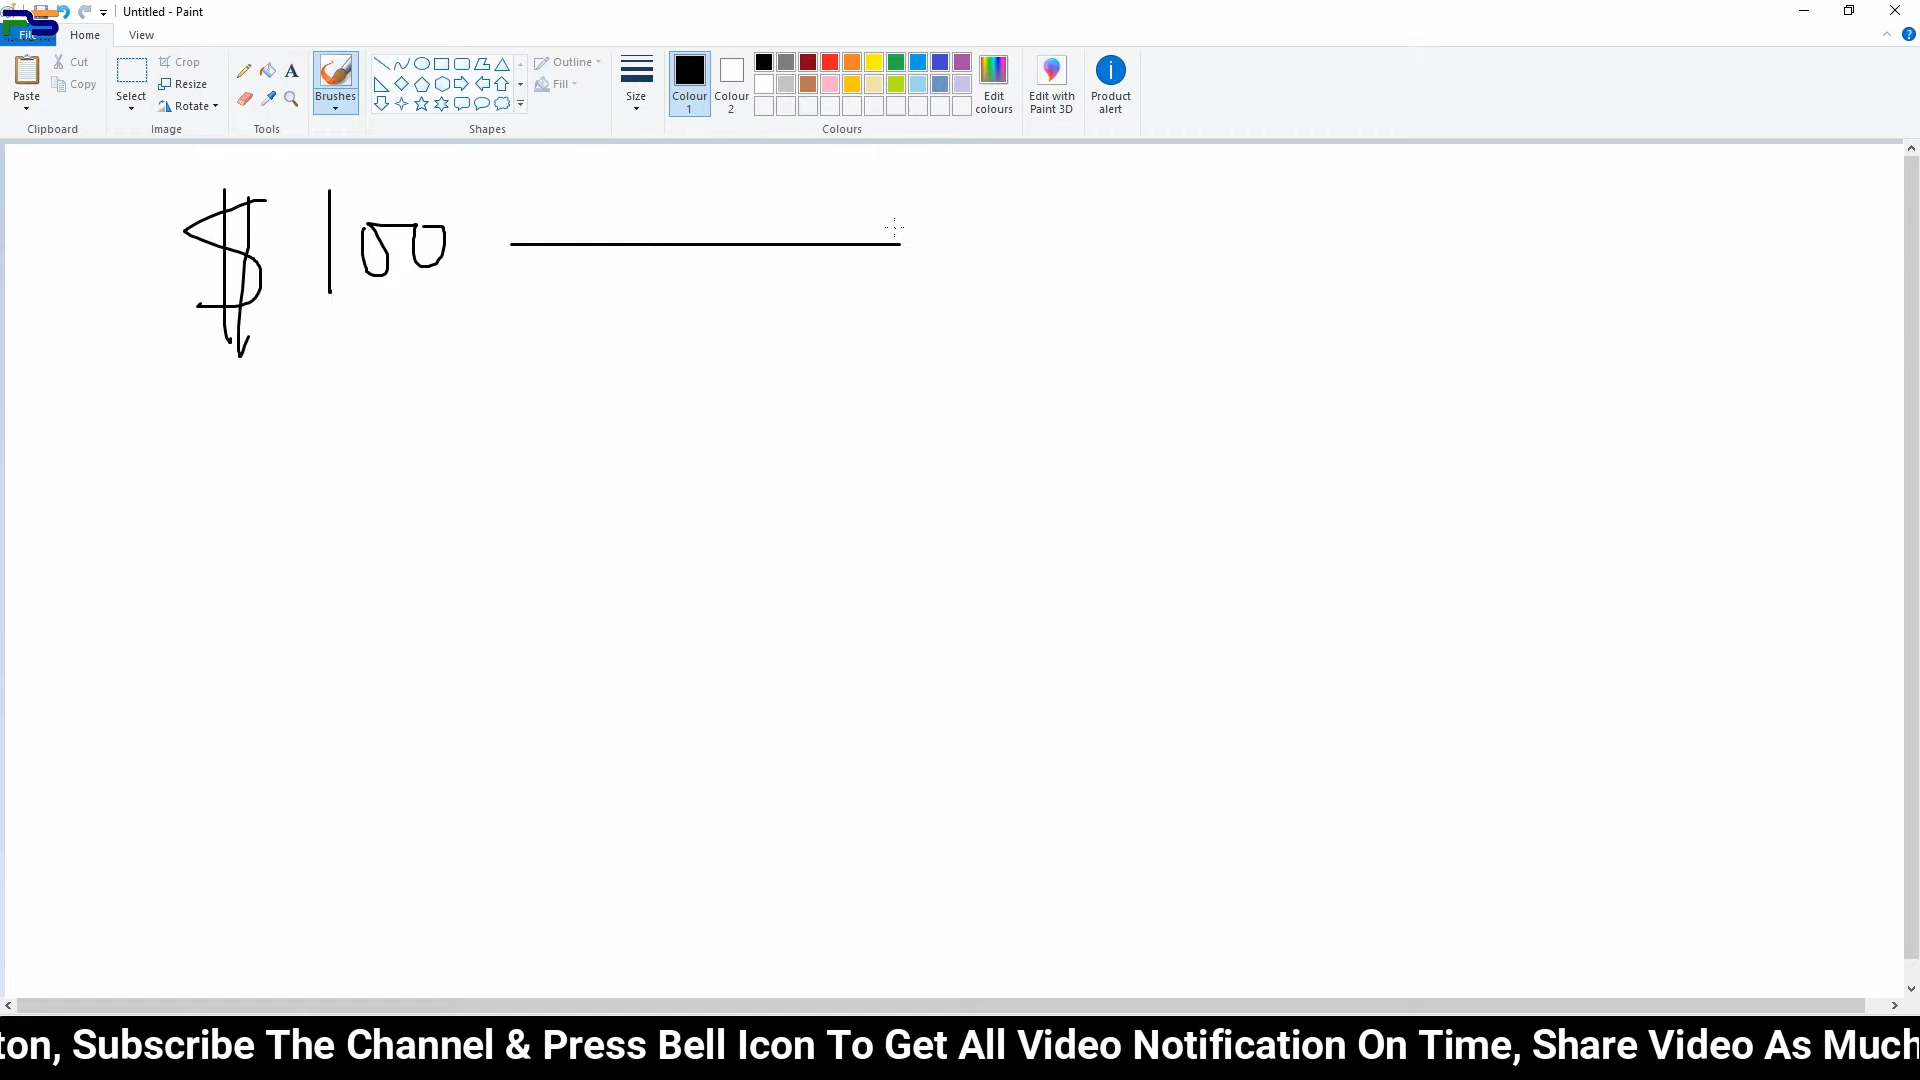 Untitled - Paint
File Home View
Paste
Cut
Copy
Clipboard
Select
Crop
Resize
Rotate
Image
A
Tools
Brushes
Shapes
Outline
Fill
Size
Colour 1
Colour 2
Colours
Edit colours
Edit with Paint 3D
Product alert
$ 100
ton, Subscribe The Channel & Press Bell Icon To Get All Video Notification On Time, Share Video As Much